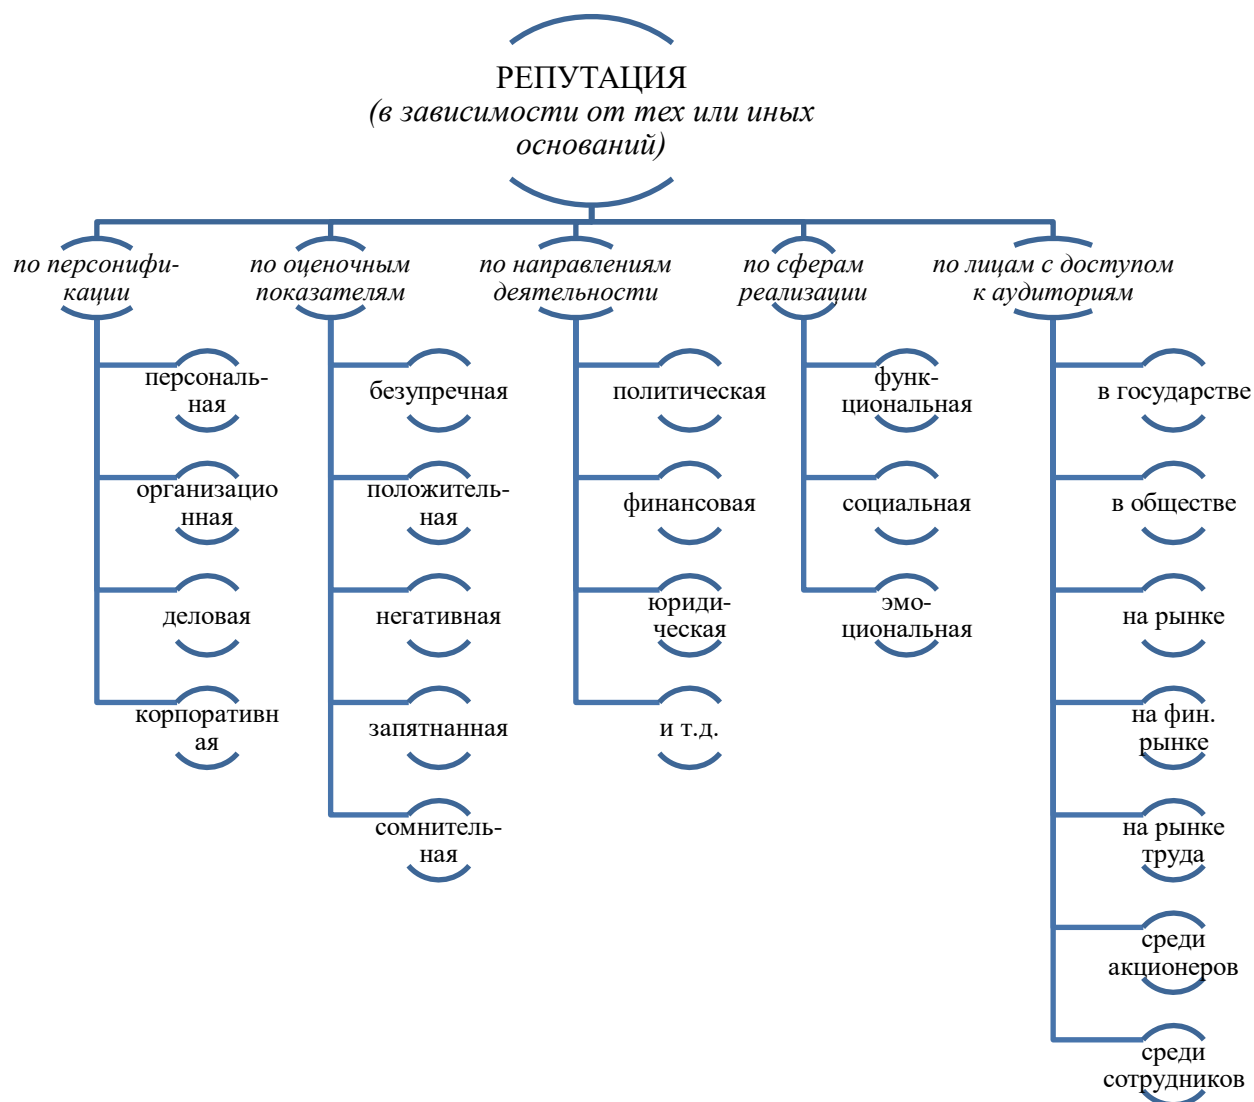 РЕПУТАЦИЯ
(в зависимости от тех или иных
оснований)
по персонифи-
кации
персональ-
ная
организацио
нная
деловая
корпоративн
ая
по оценочным
показателям
безупречная
положитель-
ная
негативная
запятнанная
сомнитель-
ная
по направлениям
деятельности
политическая
финансовая
юриди-
ческая
и т.д.
по сферам
реализации
функ-
циональная
социальная
эмо-
циональная
по лицам с доступом
к аудиториям
в государстве
в обществе
на рынке
на фин.
рынке
на рынке
труда
среди
акционеров
среди
сотрудников